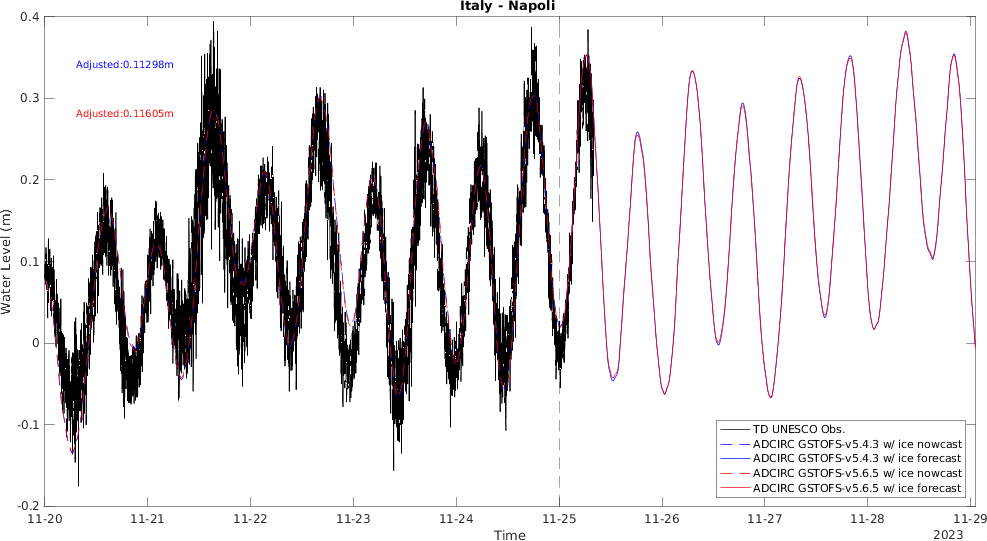 Italy - Napoli
0.4
0.3
0.2
0.1
0
-0.1
-0.2
Water Level (m)
Adjusted:0.11298m
Adjusted:0.11605m
TD UNESCO Obs.
ADCIRC GSTOFS-v5.4.3 w/ ice nowcast
ADCIRC GSTOFS-v5.4.3 w/ ice forecast
ADCIRC GSTOFS-v5.6.5 w/ ice nowcast
ADCIRC GSTOFS-v5.6.5 w/ ice forecast
11-20 11-21 11-22 11-23 11-24 11-25 11-26 11-27 11-28 11-29
Time
2023